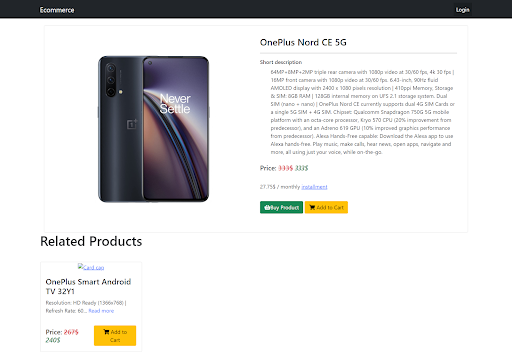 Ecommerce
Login
OnePlus Nord CE 5G
Short description
64MP+8MP+2MP triple rear camera with 1080p video at 30/60 fps, 4k 30 fps |
16MP front camera with 1080p video at 30/60 fps. 6.43-inch, 90Hz fluid
AMOLED display with 2400 x 1080 pixels resolution | 410ppi Memory, Storage
& SIM: 8GB RAM | 128GB internal memory on UFS 2.1 storage system. Dual
SIM (nano + nano) | OnePlus Nord CE currently supports dual 4G SIM Cards or
a single 5G SIM + 4G SIM. Chipset: Qualcomm Snapdragon 750G 5G mobile
platform with an octa-core processor, Kryo 570 CPU (20% improvement from
predecessor), and an Adreno 619 GPU (10% improved graphics performance
from predecessor). Alexa Hands-Free capable: Download the Alexa app to use
Alexa hands-free. Play music, make calls, hear news, open apps, navigate and
more, all using just your voice, while on-the-go.
Never
Settle
Price: 333$ 333$
27.75$ / monthly installment
Buy Product
Add to Cart
Related Products
Card cap
OnePlus Smart Android
TV 32Y1
Resolution: HD Ready (1366x768) |
Refresh Rate: 60... Read more
Price: 267$
240$
Add to
Cart